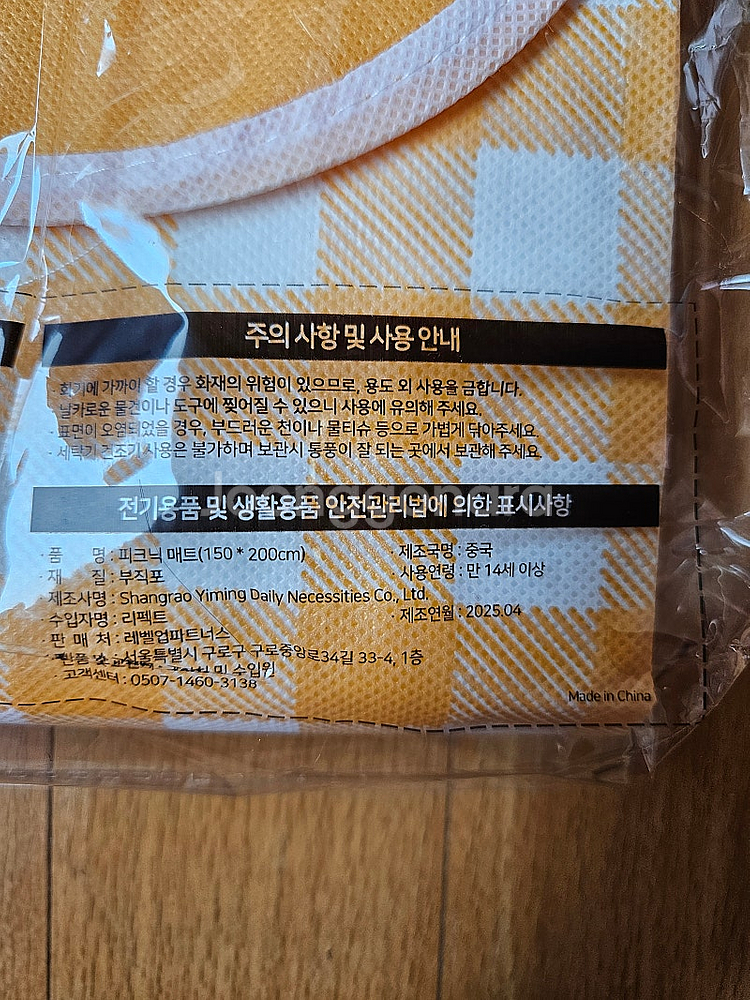 주의 사항 및 사용 안내
· 화기에 가까이 할 경우 화재의 위험이 있으므로, 용도 외 사용을 금합니다.
날카로운 물건이나 도구에 찢어질 수 있으니 사용에 유의해 주세요.
· 표면이 오염되었을 경우, 부드러운 천이나 물티슈 등으로 가볍게 닦아주세요.
· 세탁기 건조기 사용은 불가하며 보관시 통풍이 잘 되는 곳에서 보관해 주세요.
전기용품 및 생활용품 안전관리법에 의한 표시사항
Joonggonara
· 품 명 : 피크닉 매트(150 * 200cm)
· 재 질 : 부직포
· 제조사명 : Shangrao Yiming Daily Necessities Co., Ltd.
· 수입자명 : 리펙트
· 판 매 처 : 레벨업파트너스
서울특별시 구로구 구로중앙로34길 33-4, 1층
및 수입원
· 고객센터 : 0507-1460-3138
· 제조국명 : 중국
· 사용연령 : 만 14세 이상
· 제조연월 : 2025.04
Made in China